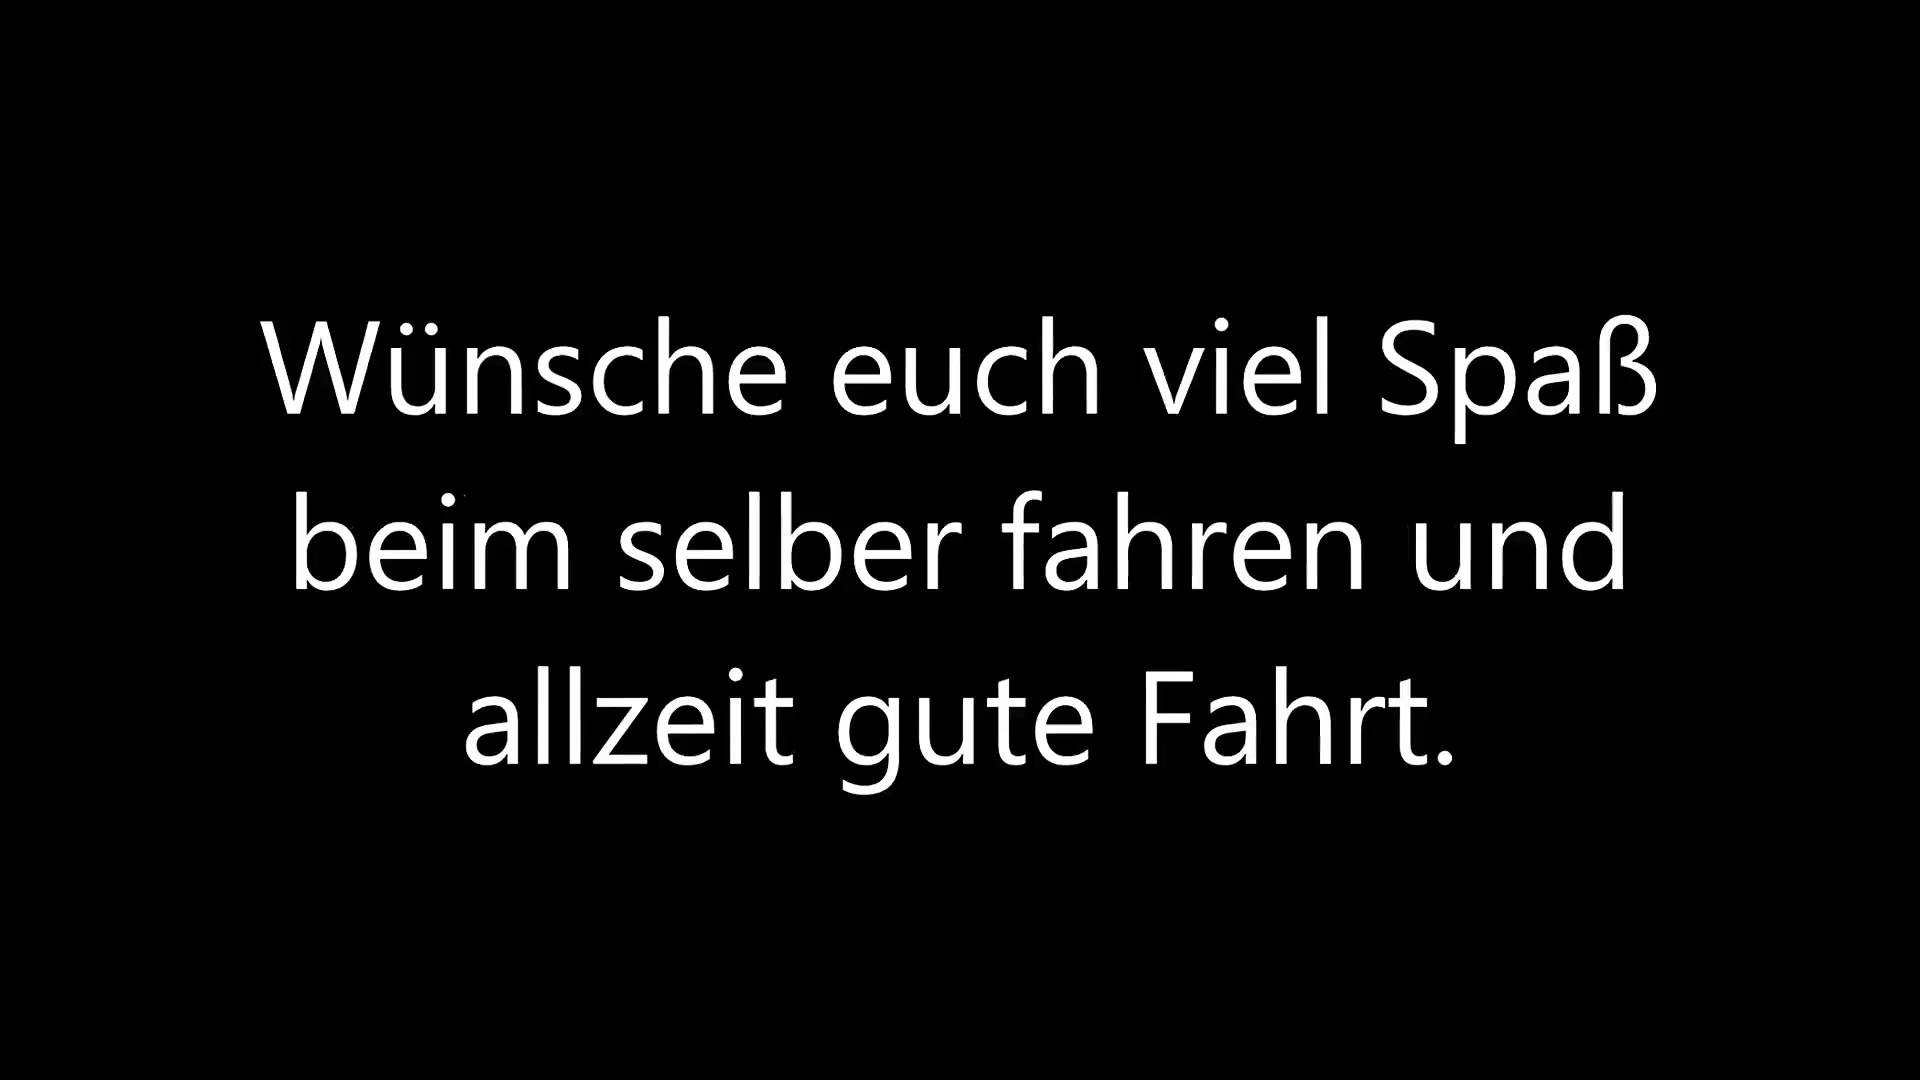 Wünsche euch viel Spaß
beim selber fahren und
allzeit gute Fahrt.